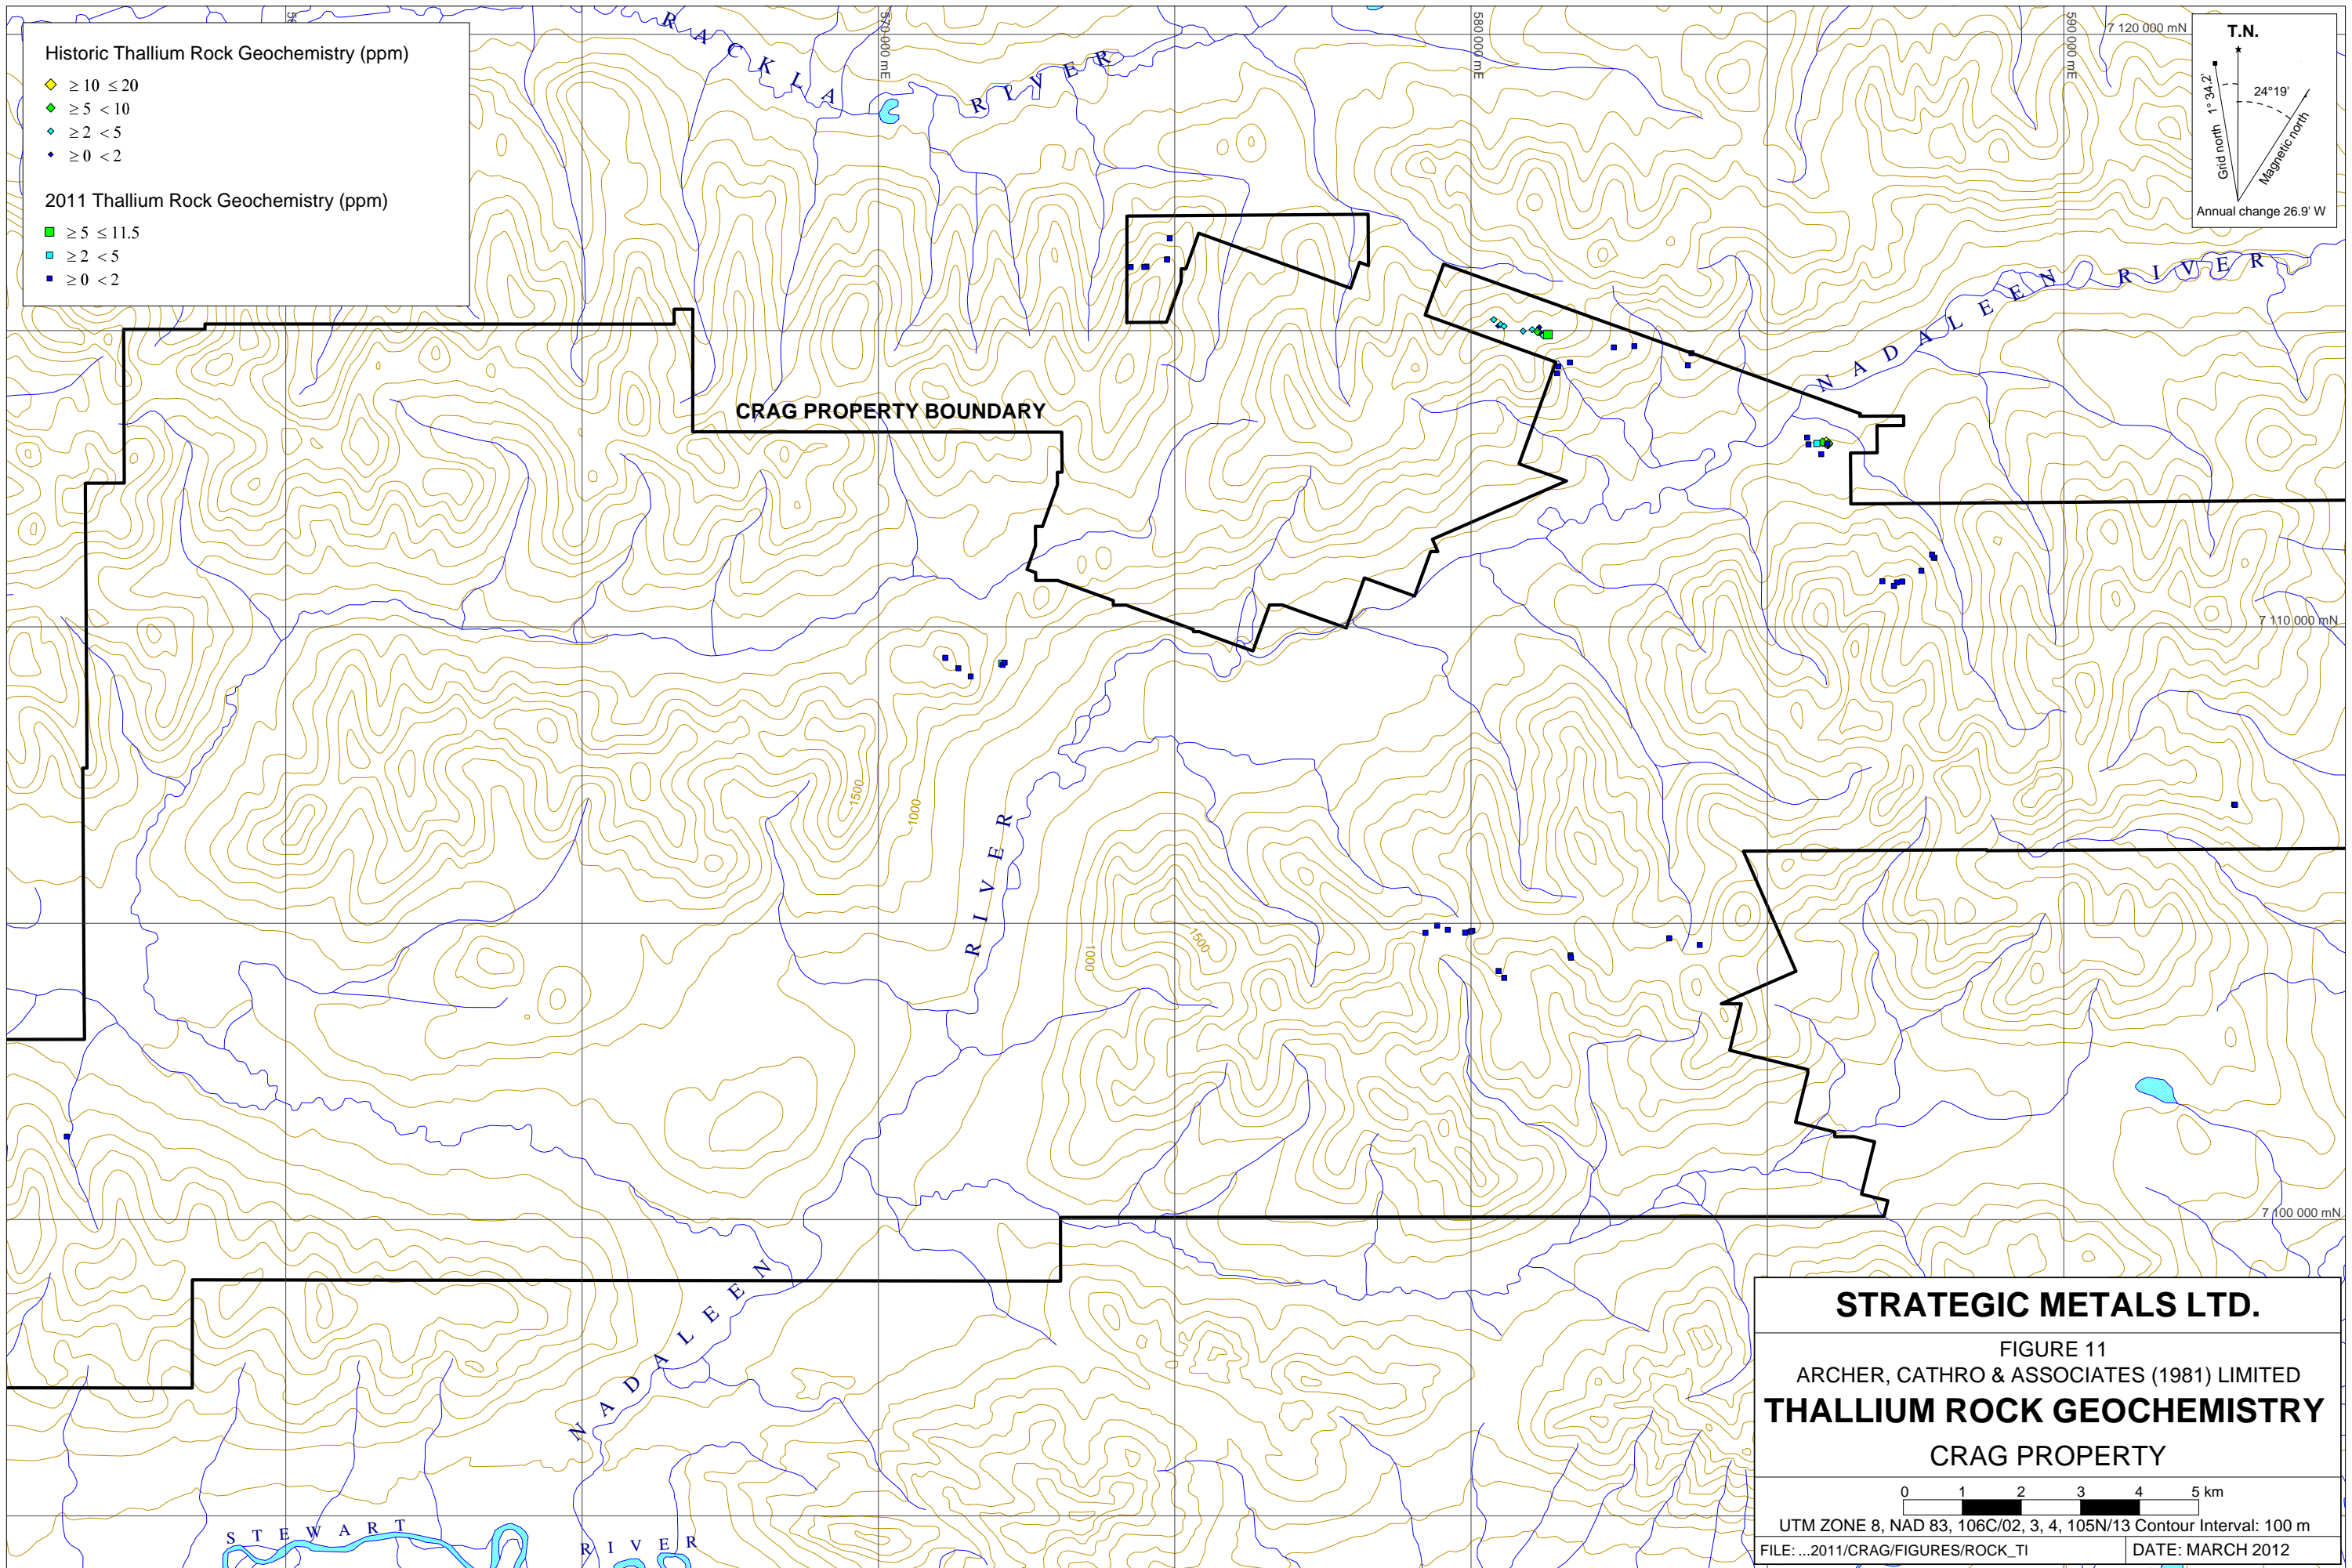 Historic Thallium Rock Geochemistry (ppm)
≥ 10 ≤ 20
≥ 5 < 10
≥ 2 < 5
≥ 0 < 2
2011 Thallium Rock Geochemistry (ppm)
≥ 5 ≤ 11.5
≥ 2 < 5
≥ 0 < 2
RACKLA RIVER
570 000 mE
580 000 mE
590 000 mE
7 120 000 mN
T.N.
1° 34.2'
24°19'
Grid north
Magnetic north
Annual change 26.9' W
NADALEEN RIVER
CRAG PROPERTY BOUNDARY
7 110 000 mN
1500
1000
RIVER
1000
1500
7 100 000 mN
NADALEEN
STEWART
RIVER
STRATEGIC METALS LTD.
FIGURE 11
ARCHER, CATHRO & ASSOCIATES (1981) LIMITED
THALLIUM ROCK GEOCHEMISTRY
CRAG PROPERTY
0 1 2 3 4 5 km
UTM ZONE 8, NAD 83, 106C/02, 3, 4, 105N/13 Contour Interval: 100 m
FILE: ...2011/CRAG/FIGURES/ROCK_Tl
DATE: MARCH 2012